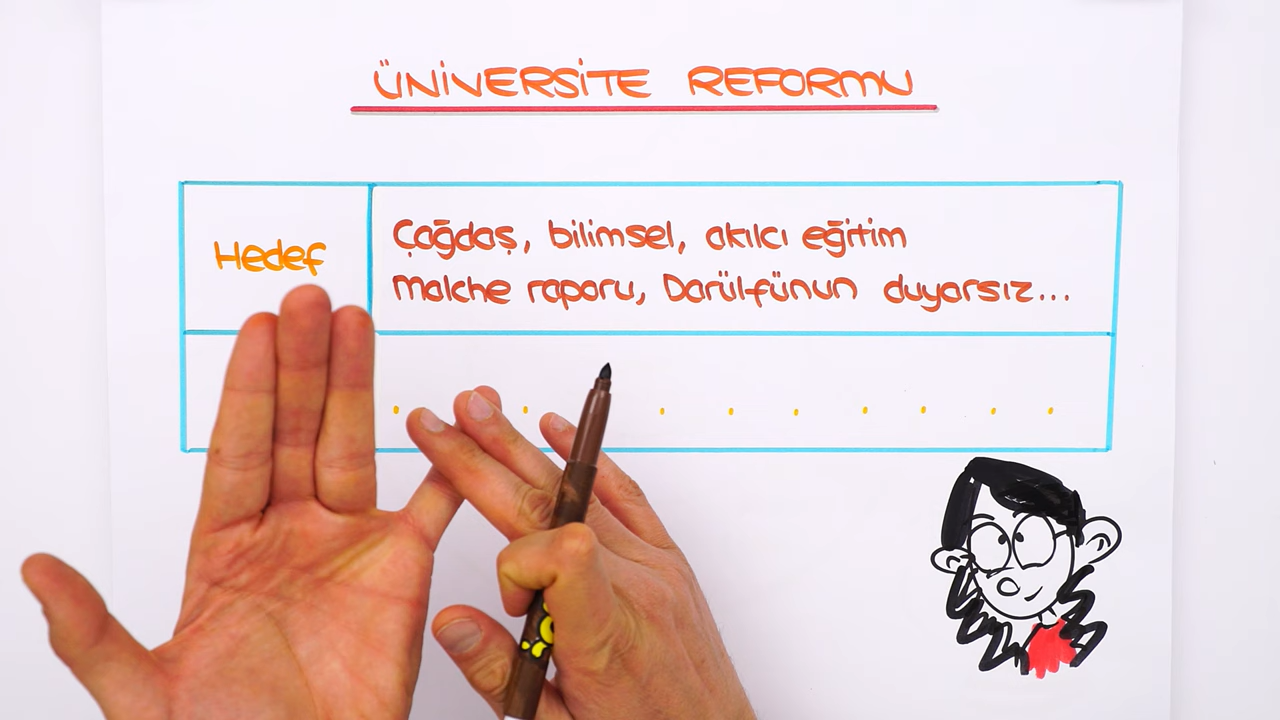 ÜNİVERSİTE REFORMU
Hedef
Çağdaş, bilimsel, akılcı eğitim
Malche raporu, Darülfünun duyarsız...